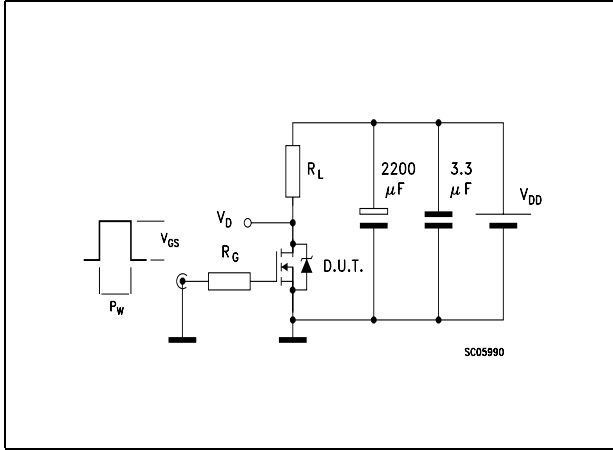 R_L
2200
μF
3.3
μF
V_DD
V_D
V_GS
R_G
D.U.T.
P_W
SC05990